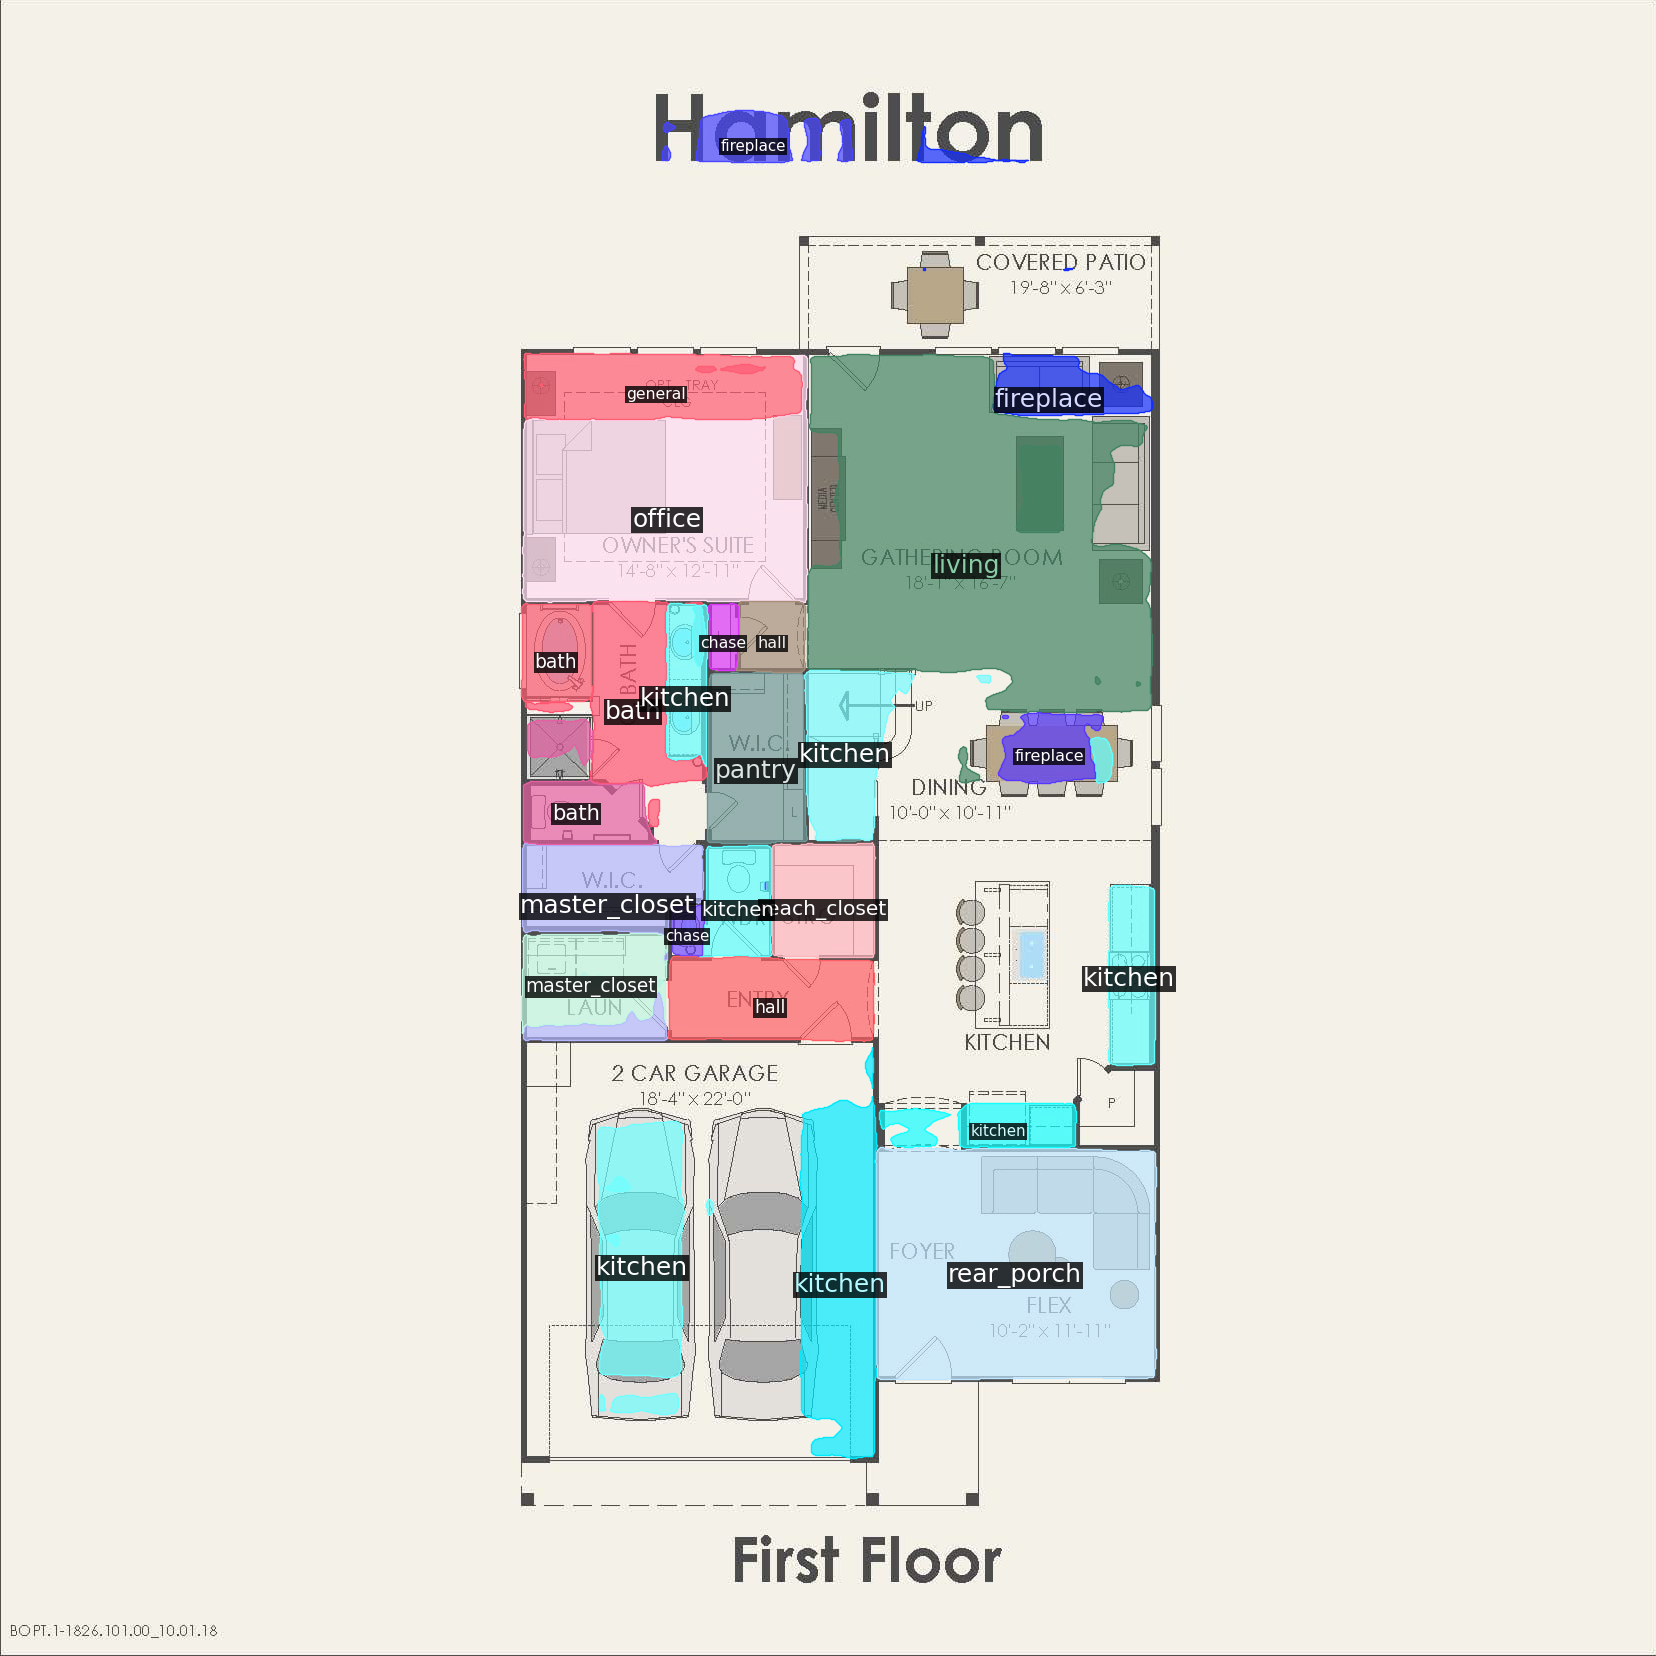 Hamilton
fireplace
COVERED PATIO
19'-8" x 6'-3"
TRAY
general
fireplace
office
OWNER'S SUITE
14'-8" x 12'-11"
MEDIA CENTER
GATHERING ROOM
living
18'-1" x 16'-7"
bath
BATH
bath
kitchen
chase
hall
UP
W.I.C.
pantry
kitchen
fireplace
DINING
10'-0" x 10'-11"
bath
L
W.I.C.
master_closet
kitchen
each_closet
chase
master_closet
LAUN
ENTRY
hall
kitchen
KITCHEN
2 CAR GARAGE
18'-4" x 22'-0"
P
kitchen
kitchen
kitchen
FOYER
rear_porch
FLEX
10'-2" x 11'-11"
First Floor
BOPT.1-1826.101.00_10.01.18